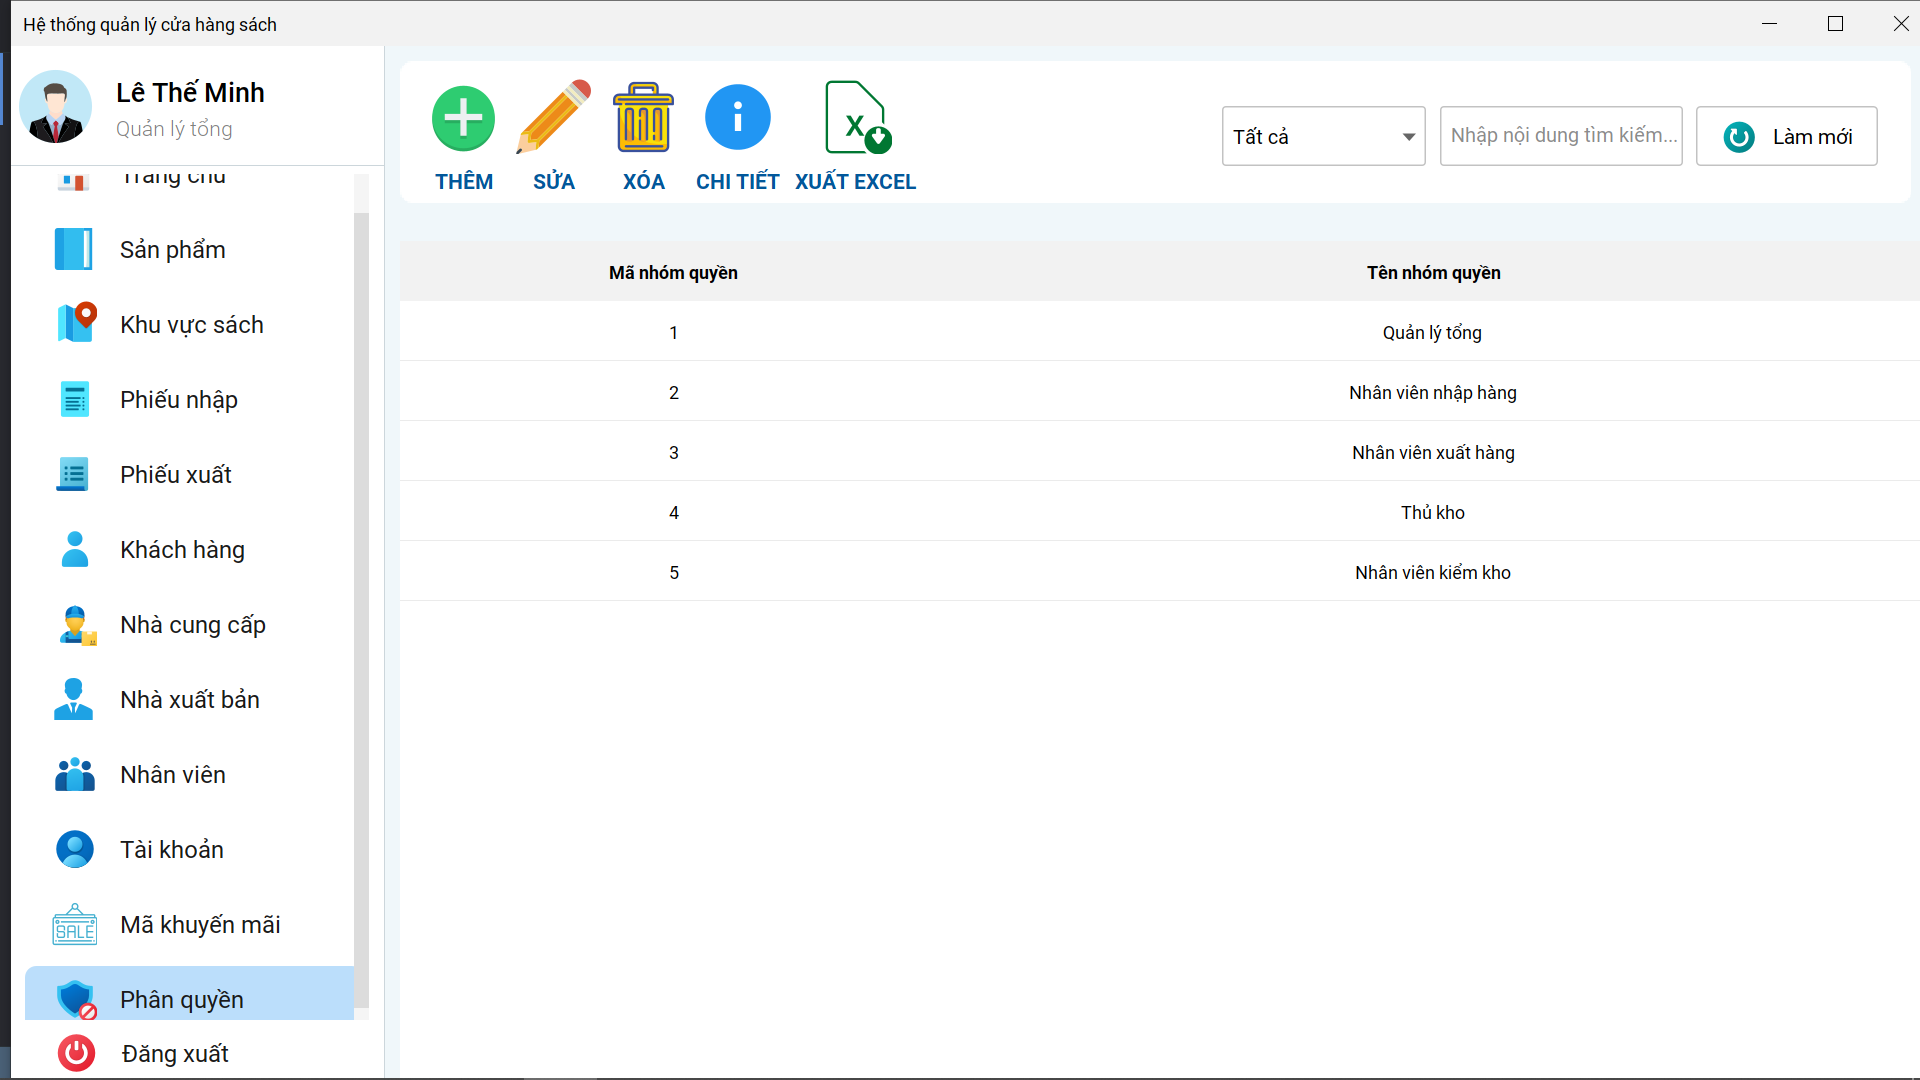 Hệ thống quản lý cửa hàng sách
Lê Thế Minh
Quản lý tổng
Trang chủ
Sản phẩm
Khu vực sách
Phiếu nhập
Phiếu xuất
Khách hàng
Nhà cung cấp
Nhà xuất bản
Nhân viên
Tài khoản
SALE
Mã khuyến mãi
Phân quyền
Đăng xuất
THÊM
SỬA
XÓA
CHI TIẾT
X
XUẤT EXCEL
Tất cả
Nhập nội dung tìm kiếm...
Làm mới
Mã nhóm quyền Tên nhóm quyền
1 Quản lý tổng
2 Nhân viên nhập hàng
3 Nhân viên xuất hàng
4 Thủ kho
5 Nhân viên kiểm kho